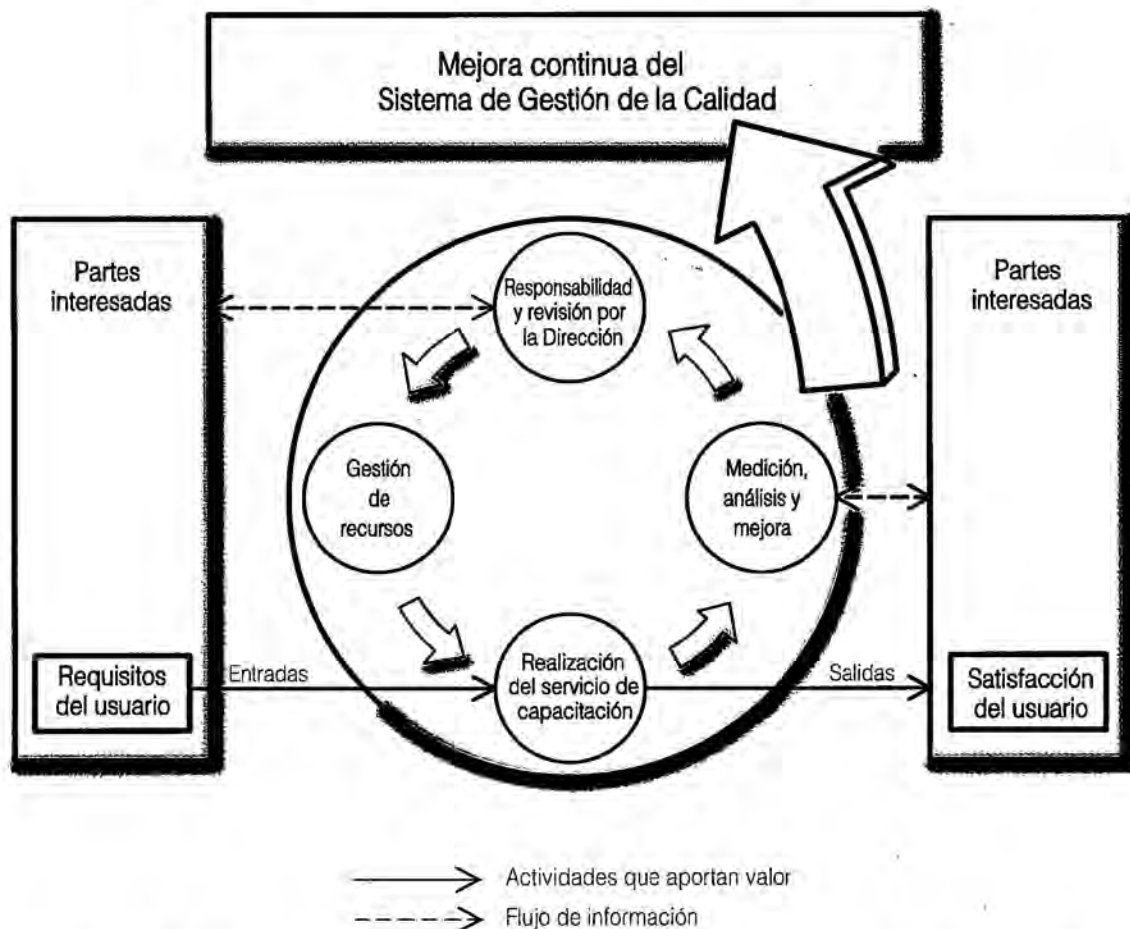 Mejora continua del
Sistema de Gestión de la Calidad
Partes
interesadas
Responsabilidad
y revisión por
la Dirección
Partes
interesadas
Gestión
de
recursos
Medición,
análisis y
mejora
Requisitos
del usuario
Entradas
Realización
del servicio de
capacitación
Salidas
Satisfacción
del usuario
Actividades que aportan valor
Flujo de información